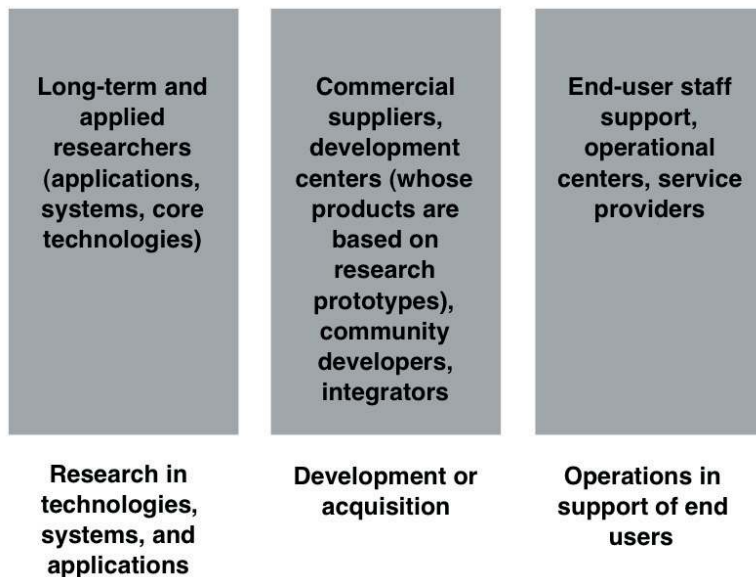 Long-term and
applied
researchers
(applications,
systems, core
technologies)
Commercial
suppliers,
development
centers (whose
products are
based on
research
prototypes),
community
developers,
integrators
End-user staff
support,
operational
centers, service
providers
Research in
technologies,
systems, and
applications
Development or
acquisition
Operations in
support of end
users